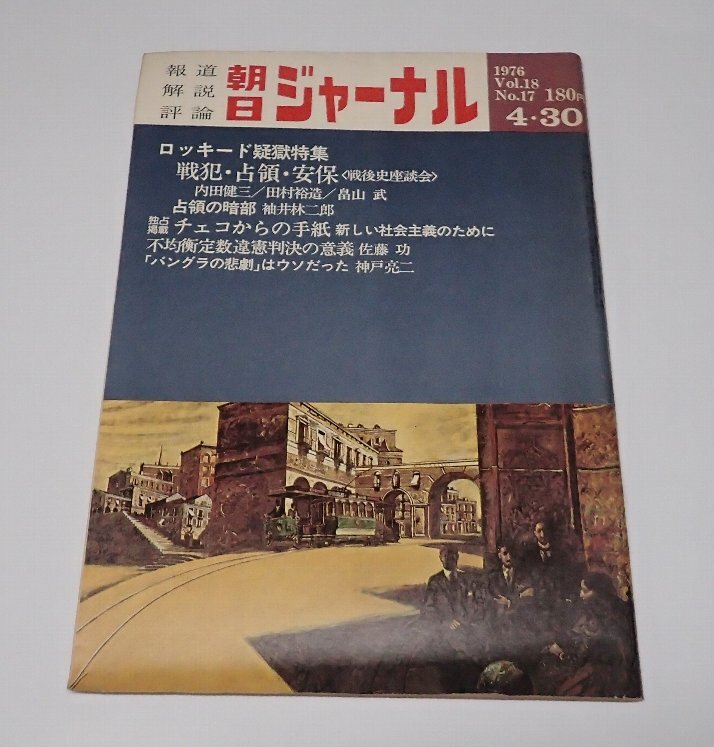 報道
解説
評論
朝日ジャーナル
1976
Vol.18
No.17 180円
4・30
ロッキード疑獄特集
戦犯・占領・安保〈戦後史座談会〉
内田健三／田村裕造／畠山 武
占領の暗部 袖井林二郎
独占掲載 チェコからの手紙 新しい社会主義のために
不均衡定数違憲判決の意義 佐藤 功
「バングラの悲劇」はウソだった 神戸亮二